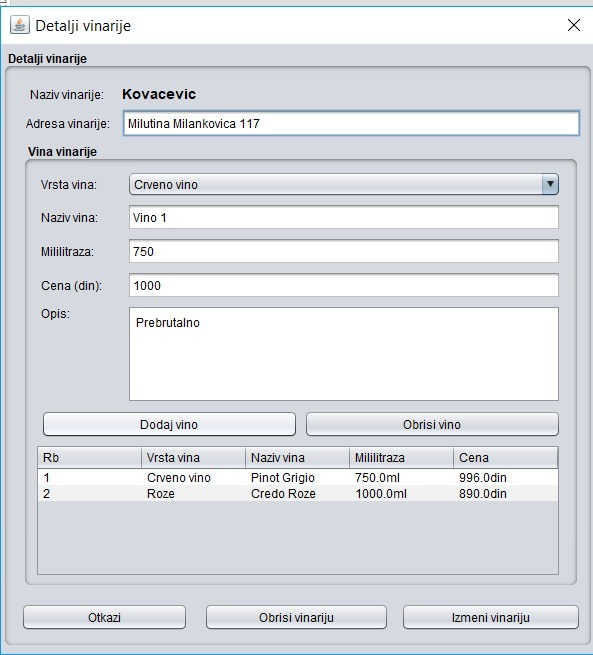 Detalji vinarije
Detalji vinarije
Naziv vinarije: Kovacevic
Adresa vinarije: Milutina Milankovica 117
Vina vinarije
Vrsta vina: Crveno vino
Naziv vina: Vino 1
Mililitraza: 750
Cena (din): 1000
Opis: Prebrutalno
Dodaj vino Obrisi vino
Rb Vrsta vina Naziv vina Mililitraza Cena
1 Crveno vino Pinot Grigio 750.0ml 996.0din
2 Roze Credo Roze 1000.0ml 890.0din
Otkazi Obrisi vinariju Izmeni vinariju